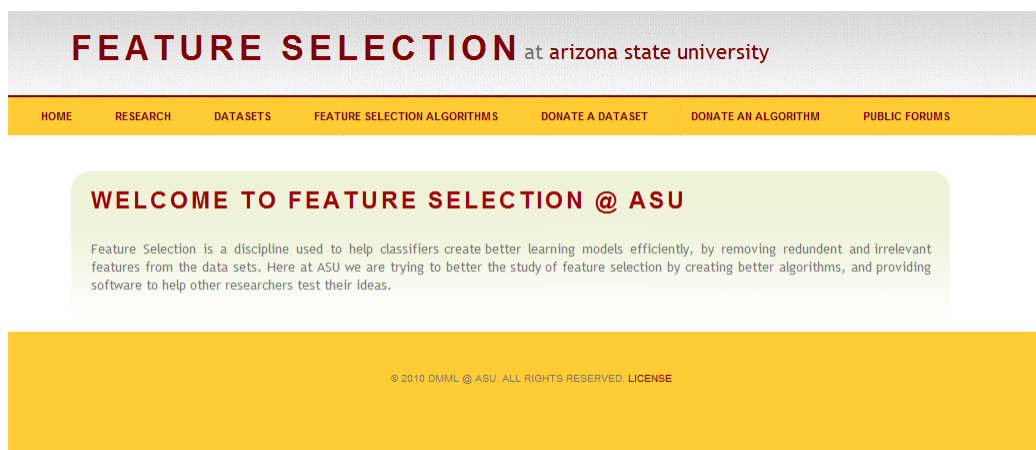 FEATURE SELECTION at arizona state university
HOME RESEARCH DATASETS FEATURE SELECTION ALGORITHMS DONATE A DATASET DONATE AN ALGORITHM PUBLIC FORUMS
WELCOME TO FEATURE SELECTION @ ASU
Feature Selection is a discipline used to help classifiers create better learning models efficiently, by removing redundent and irrelevant
features from the data sets. Here at ASU we are trying to better the study of feature selection by creating better algorithms, and providing
software to help other researchers test their ideas.
© 2010 DMML @ ASU. ALL RIGHTS RESERVED. LICENSE